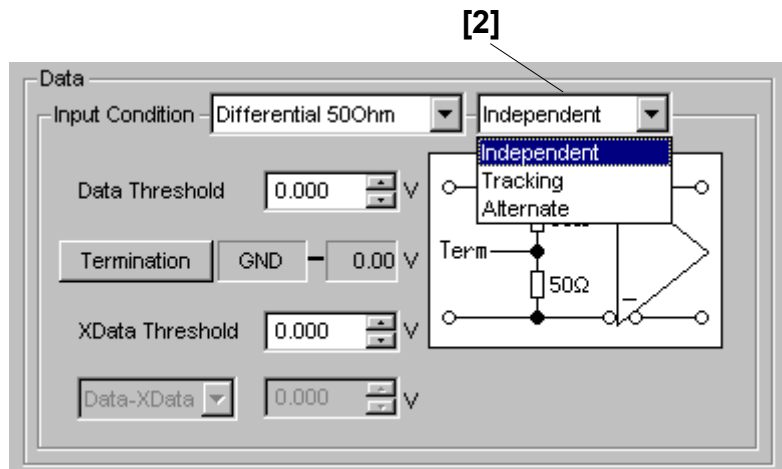 [2]
Data
Input Condition Differential 50Ohm Independent
Independent
Tracking
Alternate
Data Threshold 0.000 V
Termination GND 0.00 V
Term
50Ω
XData Threshold 0.000 V
Data-XData 0.000 V